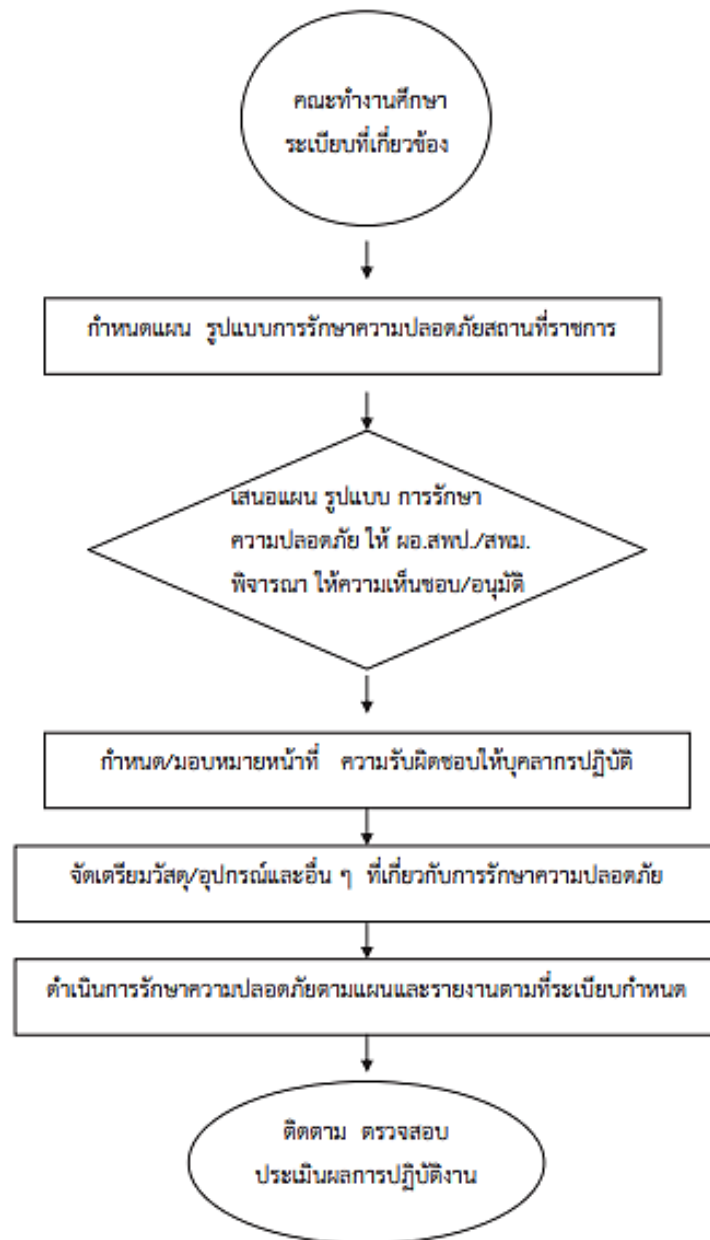 คณะทำงานศึกษา
ระเบียบที่เกี่ยวข้อง
กำหนดแผน รูปแบบการรักษาความปลอดภัยสถานที่ราชการ
เสนอแผน รูปแบบ การรักษา
ความปลอดภัย ให้ ผอ.สพป./สพม.
พิจารณา ให้ความเห็นชอบ/อนุมัติ
กำหนด/มอบหมายหน้าที่ ความรับผิดชอบให้บุคลากรปฏิบัติ
จัดเตรียมวัสดุ/อุปกรณ์และอื่น ๆ ที่เกี่ยวกับการรักษาความปลอดภัย
ดำเนินการรักษาความปลอดภัยตามแผนและรายงานตามที่ระเบียบกำหนด
ติดตาม ตรวจสอบ
ประเมินผลการปฏิบัติงาน